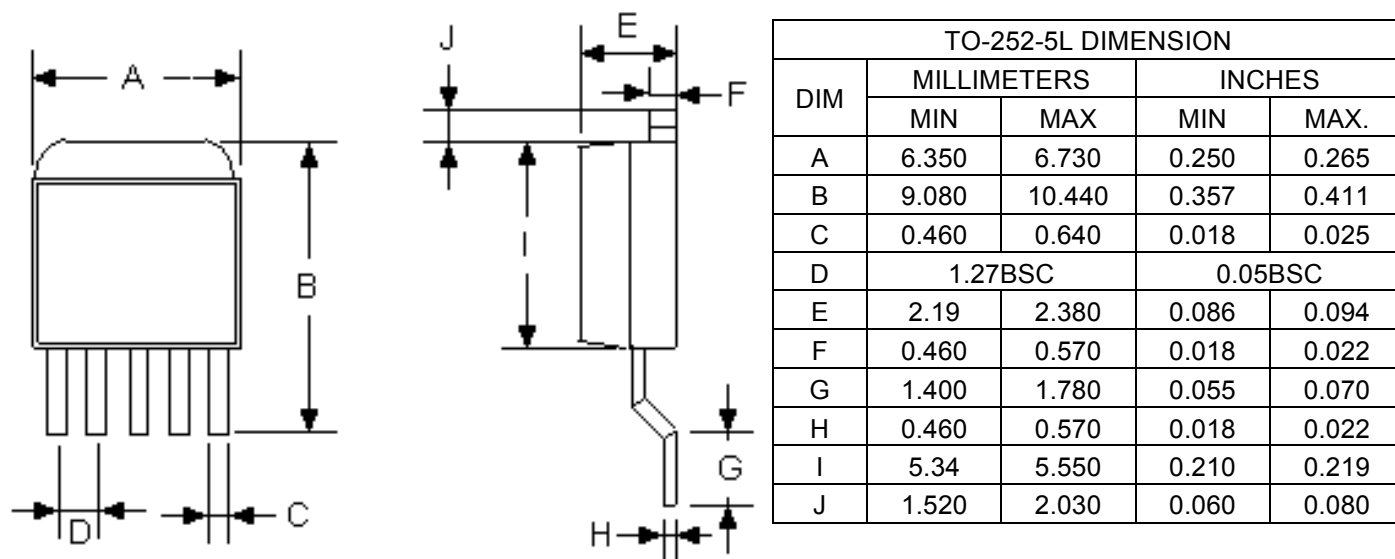 J
E
A
F
B
I
G
D
C
H
TO-252-5L DIMENSION
DIM MILLIMETERS INCHES
MIN MAX MIN MAX.
A 6.350 6.730 0.250 0.265
B 9.080 10.440 0.357 0.411
C 0.460 0.640 0.018 0.025
D 1.27BSC 0.05BSC
E 2.19 2.380 0.086 0.094
F 0.460 0.570 0.018 0.022
G 1.400 1.780 0.055 0.070
H 0.460 0.570 0.018 0.022
I 5.34 5.550 0.210 0.219
J 1.520 2.030 0.060 0.080